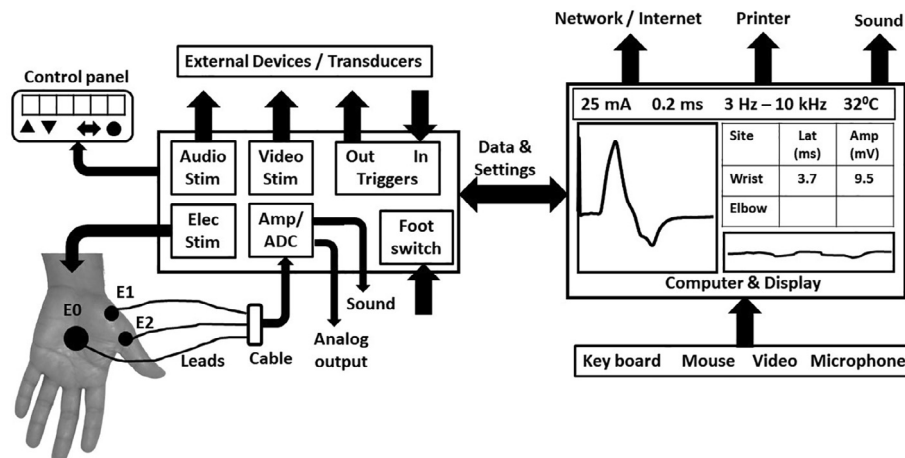 Network / Internet
Printer
Sound
External Devices / Transducers
Control panel
25 mA 0.2 ms 3 Hz – 10 kHz 32⁰C
Audio
Stim
Video
Stim
Out In
Triggers
Data &
Settings
Site Lat
(ms) Amp
(mV)
Wrist 3.7 9.5
Elbow
Elec
Stim
Amp/
ADC
Foot
switch
Computer & Display
E1
E0
E2
Leads
Cable
Sound
Analog
output
Key board Mouse Video Microphone